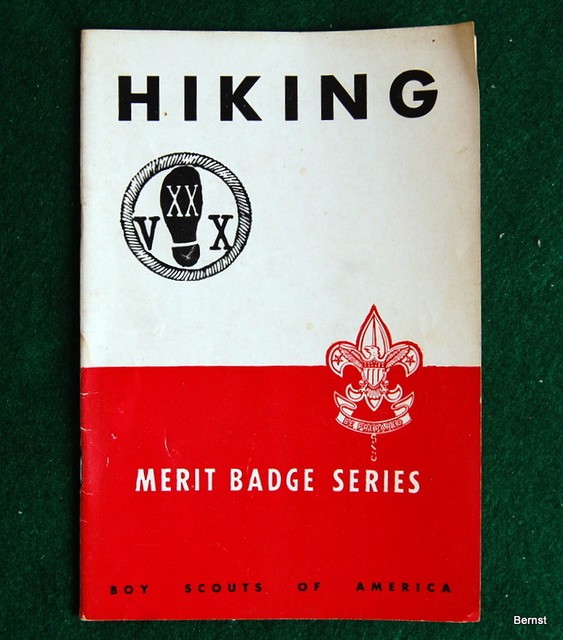 HIKING
XX
V X
BE PREPARED
MERIT BADGE SERIES
BOY SCOUTS OF AMERICA
Bernst